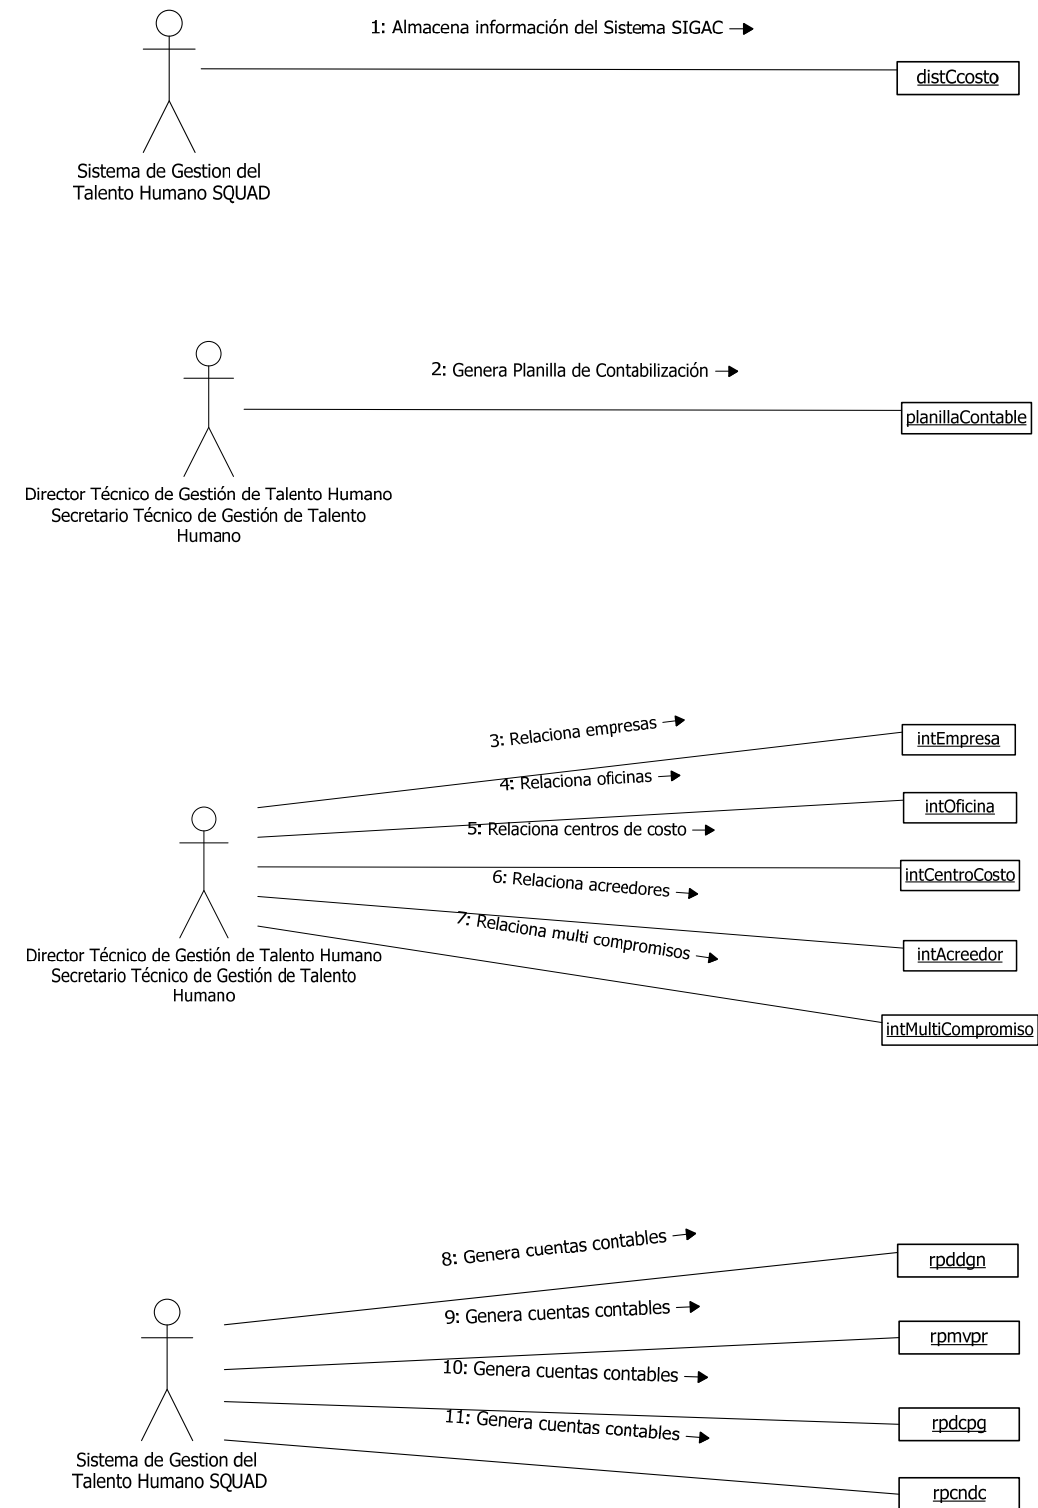 1: Almacena información del Sistema SIGAC
distCcosto
Sistema de Gestion del
Talento Humano SQUAD
2: Genera Planilla de Contabilización
planillaContable
Director Técnico de Gestión de Talento Humano
Secretario Técnico de Gestión de Talento
Humano
3: Relaciona empresas
intEmpresa
4: Relaciona oficinas
intOficina
5: Relaciona centros de costo
intCentroCosto
6: Relaciona acreedores
7: Relaciona multi compromisos
intAcreedor
Director Técnico de Gestión de Talento Humano
Secretario Técnico de Gestión de Talento
Humano
intMultiCompromiso
8: Genera cuentas contables
rpddgn
9: Genera cuentas contables
rpmvpr
10: Genera cuentas contables
11: Genera cuentas contables
rpdcpg
Sistema de Gestion del
Talento Humano SQUAD
rpcndc